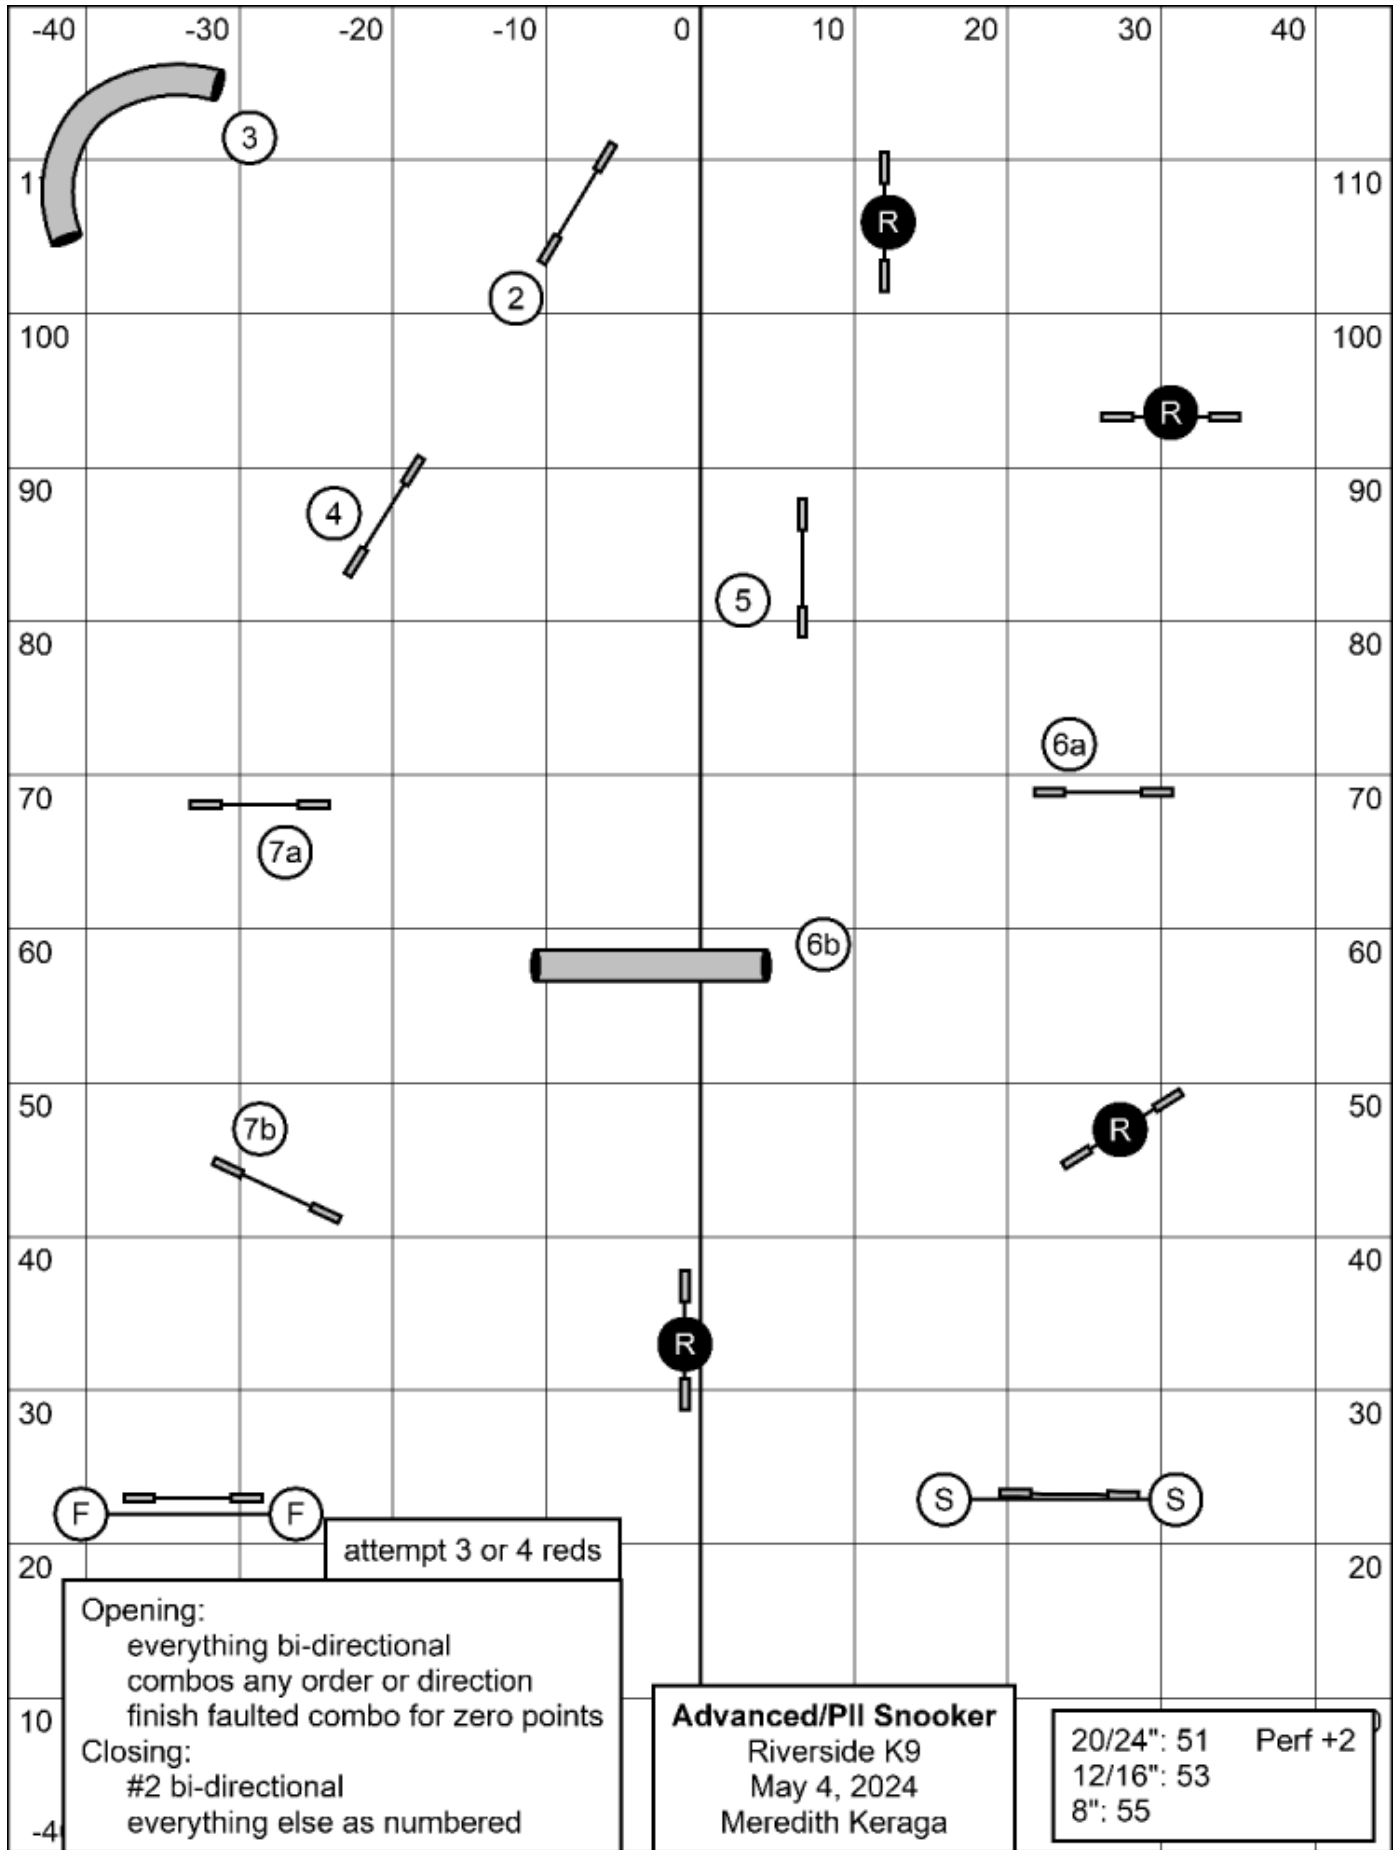 -40 -30 -20 -10 0 10 20 30 40
3
110
2
R
100 100
R
90 90
4
5
80 80
6a
70 70
7a
60 6b 60
50 50
7b R
40 40
R
30 30
S S
F F
attempt 3 or 4 reds
20 20
Opening:
everything bi-directional
combos any order or direction
finish faulted combo for zero points
Closing:
#2 bi-directional
everything else as numbered
10
Advanced/PII Snooker
Riverside K9
May 4, 2024
Meredith Keraga
20/24": 51 Perf +2
12/16": 53
8": 55